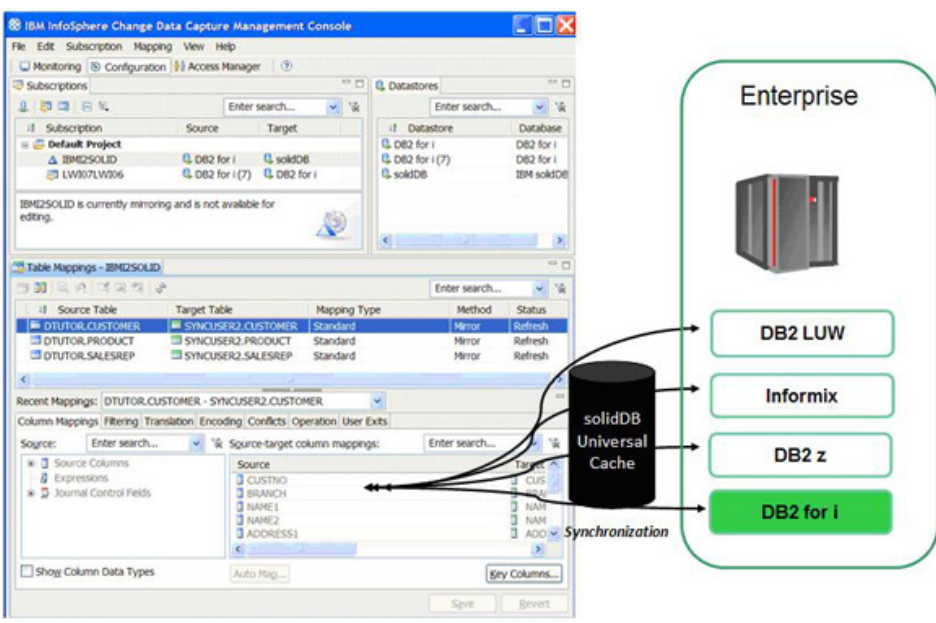 IBM InfoSphere Change Data Capture Management Console
File Edit Subscription Mapping View Help
Monitoring Configuration Access Manager
Subscriptions
Enter search...
Subscription Source Target
Default Project
IBMI2SOLID DB2 for i solidDB
LWI07LWI06 DB2 for i (7) DB2 for i
IBMI2SOLID is currently mirroring and is not available for
editing.
Datastores
Enter search...
Datastore Database
DB2 for i DB2 for i
DB2 for i (7) DB2 for i
solidDB IBM solidDB
Table Mappings - IBMI2SOLID
Enter search...
Source Table Target Table Mapping Type Method Status
DTUTOR.CUSTOMER SYNCUSER2.CUSTOMER Standard Mirror Refresh
DTUTOR.PRODUCT SYNCUSER2.PRODUCT Standard Mirror Refresh
DTUTOR.SALESREP SYNCUSER2.SALESREP Standard Mirror Refresh
Recent Mappings: DTUTOR.CUSTOMER - SYNCUSER2.CUSTOMER
Column Mappings Filtering Translation Encoding Conflicts Operation User Exits
Source: Enter search... Source-target column mappings: Enter search...
Source Columns
Expressions
Journal Control Fields
Source Target
CUSTNO CUS
BRANCH BRA
NAME1 NAM
NAME2 NAM
ADDRESS1 ADD
Show Column Data Types
Auto Map...
Key Columns...
Save Revert
solidDB
Universal
Cache
Synchronization
Enterprise
DB2 LUW
Informix
DB2 z
DB2 for i